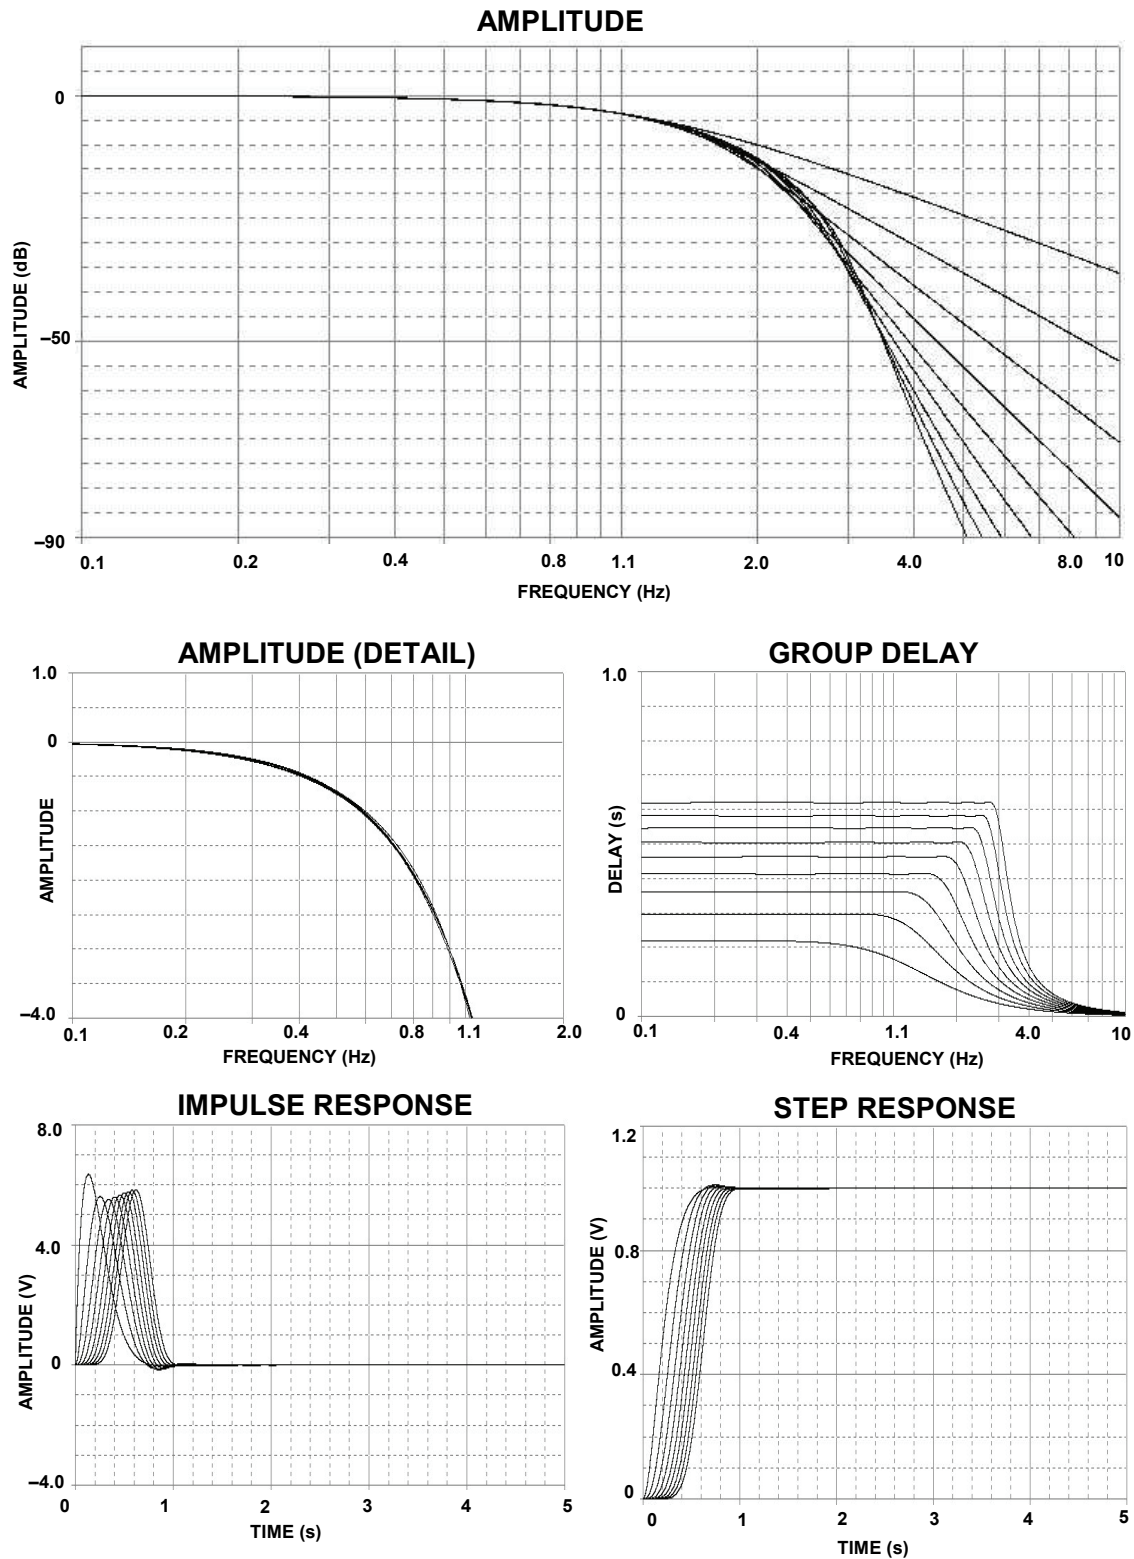 AMPLITUDE
0
–50
–90
AMPLITUDE (dB)
0.1 0.2 0.4 0.8 1.1 2.0 4.0 8.0 10
FREQUENCY (Hz)
AMPLITUDE (DETAIL)
1.0
0
–4.0
AMPLITUDE
0.1 0.2 0.4 0.8 1.1 2.0
FREQUENCY (Hz)
GROUP DELAY
1.0
0
DELAY (s)
0.1 0.4 1.1 4.0 10
FREQUENCY (Hz)
IMPULSE RESPONSE
8.0
4.0
0
–4.0
AMPLITUDE (V)
0 1 2 3 4 5
TIME (s)
STEP RESPONSE
1.2
0.8
0.4
0
AMPLITUDE (V)
0 1 2 3 4 5
TIME (s)